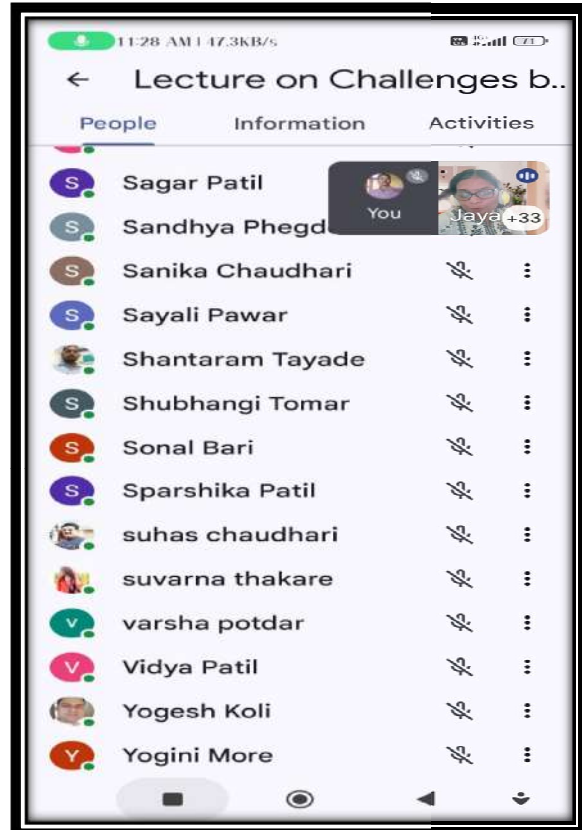 11:28 AM | 47.3KB/s 4G+ 73
Lecture on Challenges b..
People Information Activities
S Sagar Patil
You Jaya +33
S Sandhya Phegd
S Sanika Chaudhari
S Sayali Pawar
Shantaram Tayade
S Shubhangi Tomar
S Sonal Bari
S Sparshika Patil
suhas chaudhari
suvarna thakare
v varsha potdar
V Vidya Patil
Yogesh Koli
Y Yogini More